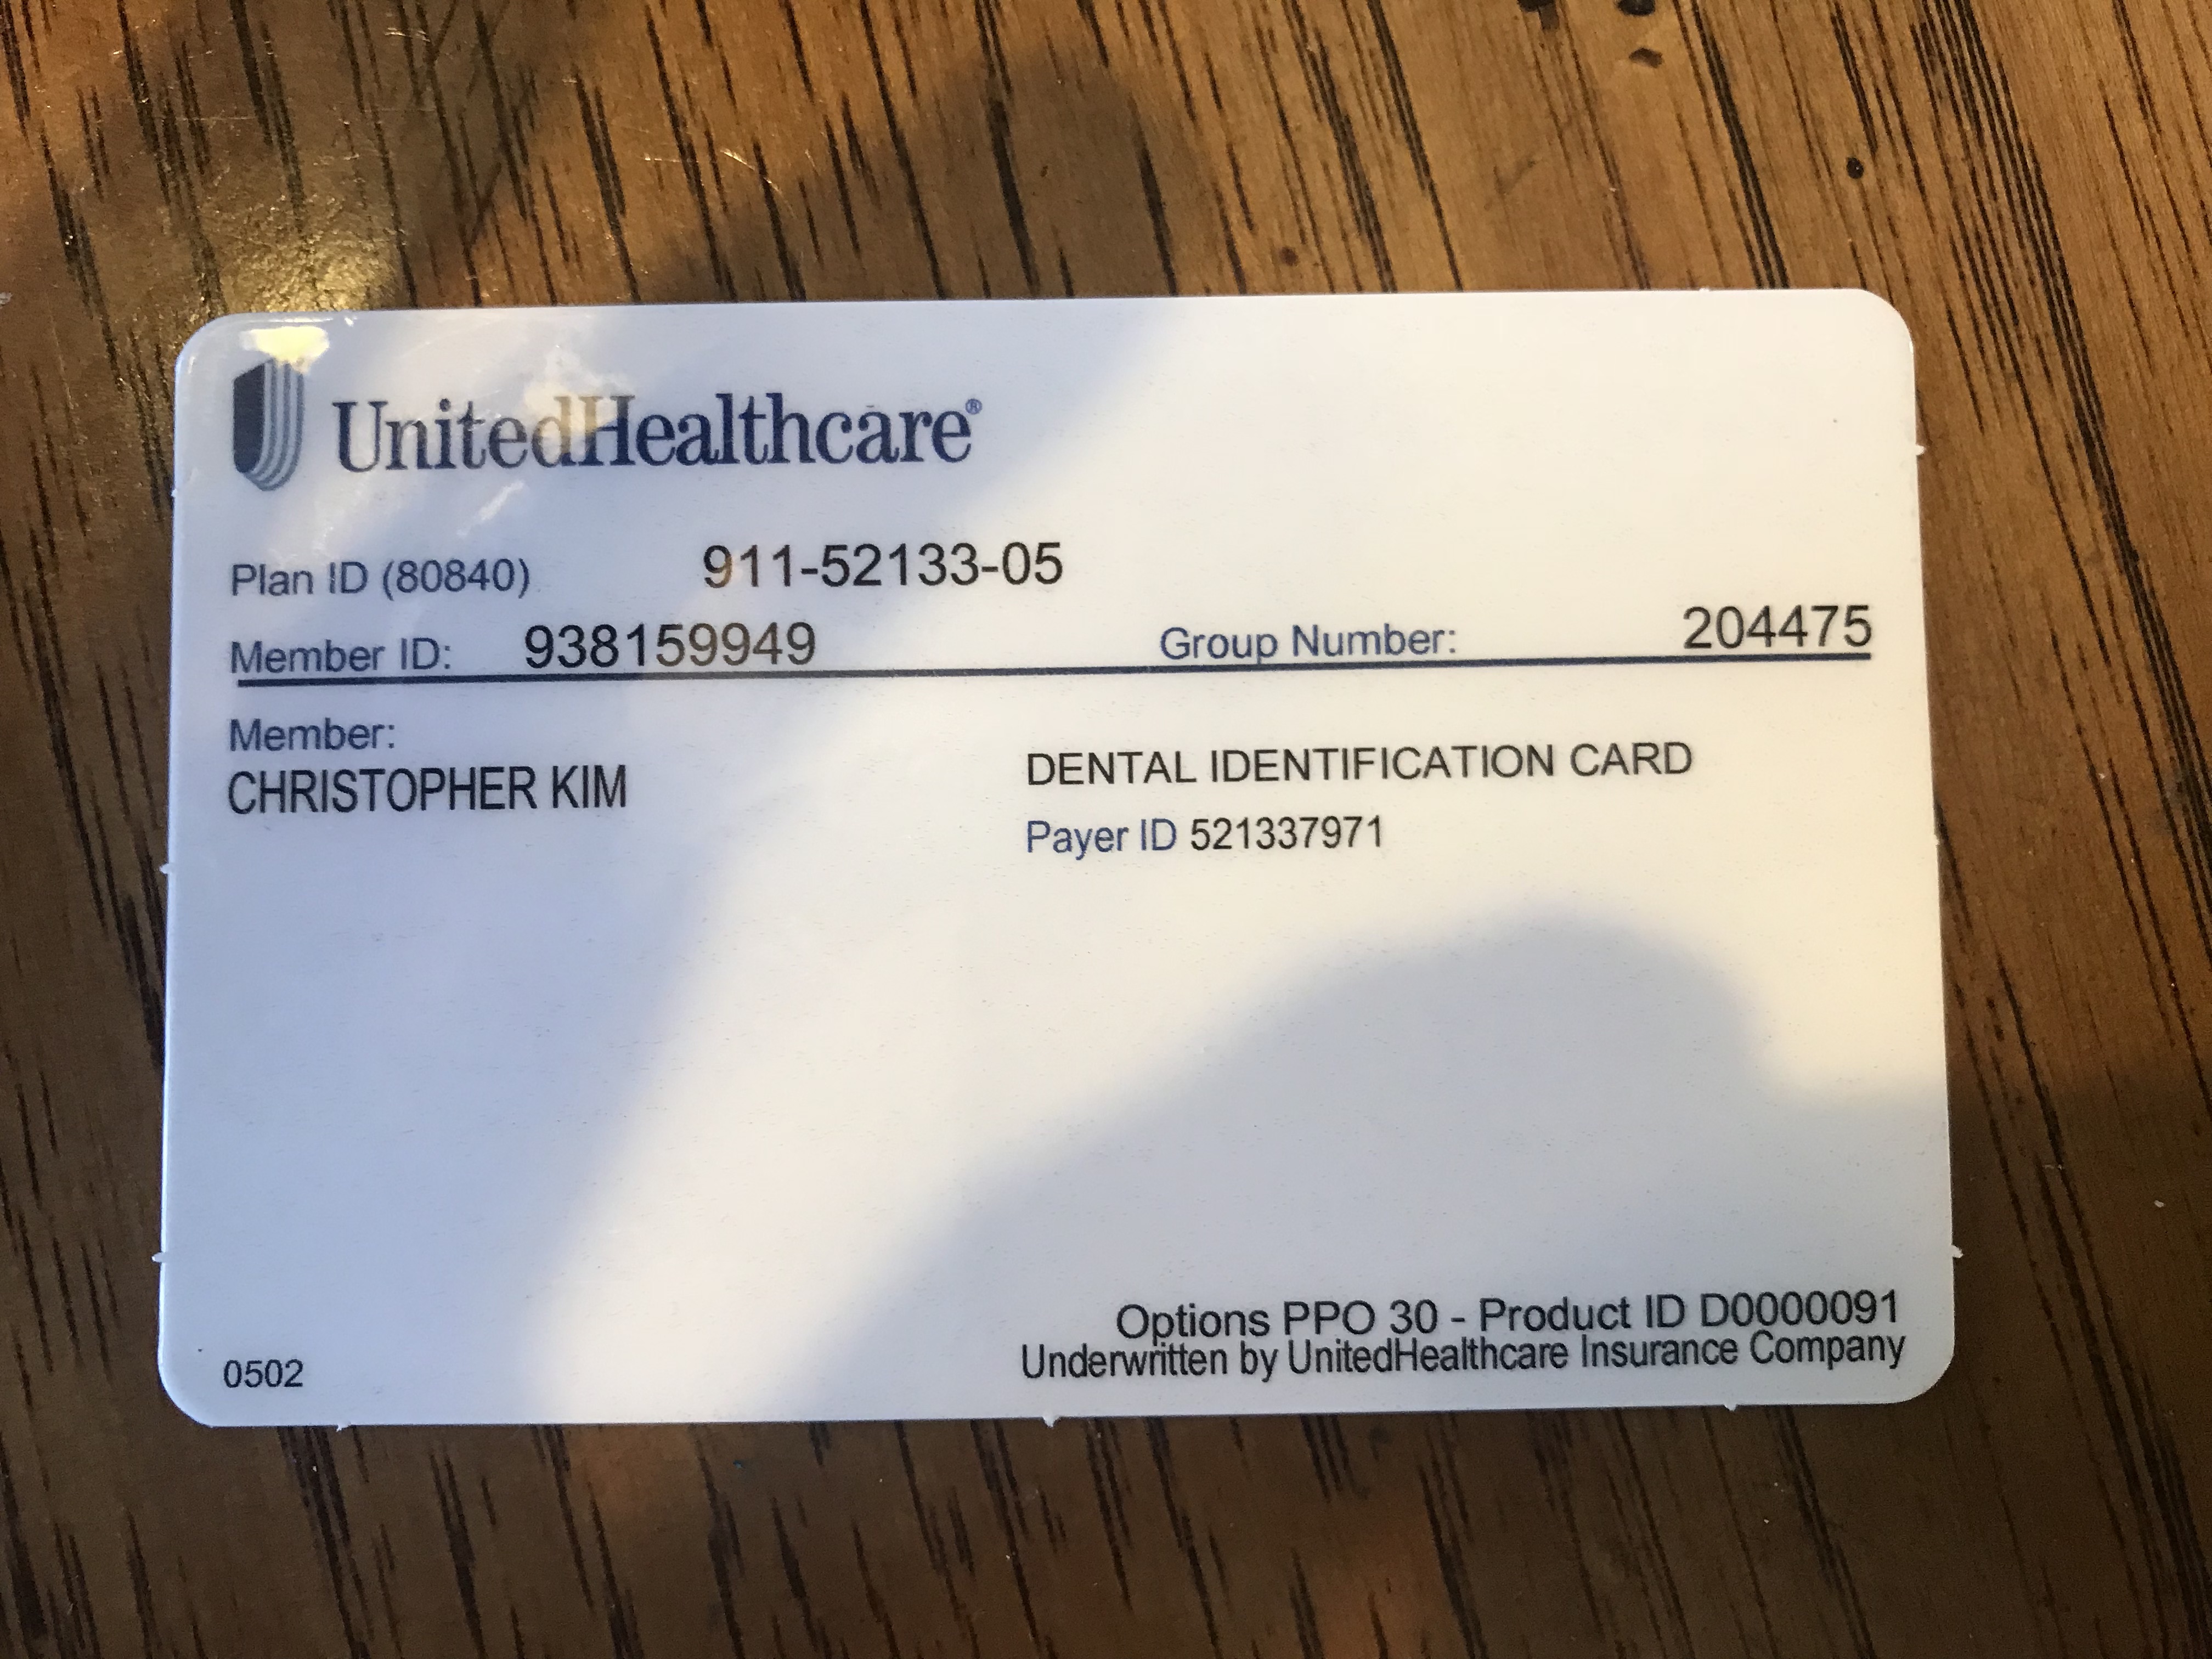 UnitedHealthcare®
Plan ID (80840) 911-52133-05
Member ID: 938159949 Group Number: 204475
Member:
CHRISTOPHER KIM
DENTAL IDENTIFICATION CARD
Payer ID 521337971
Options PPO 30 - Product ID D0000091
Underwritten by UnitedHealthcare Insurance Company
0502